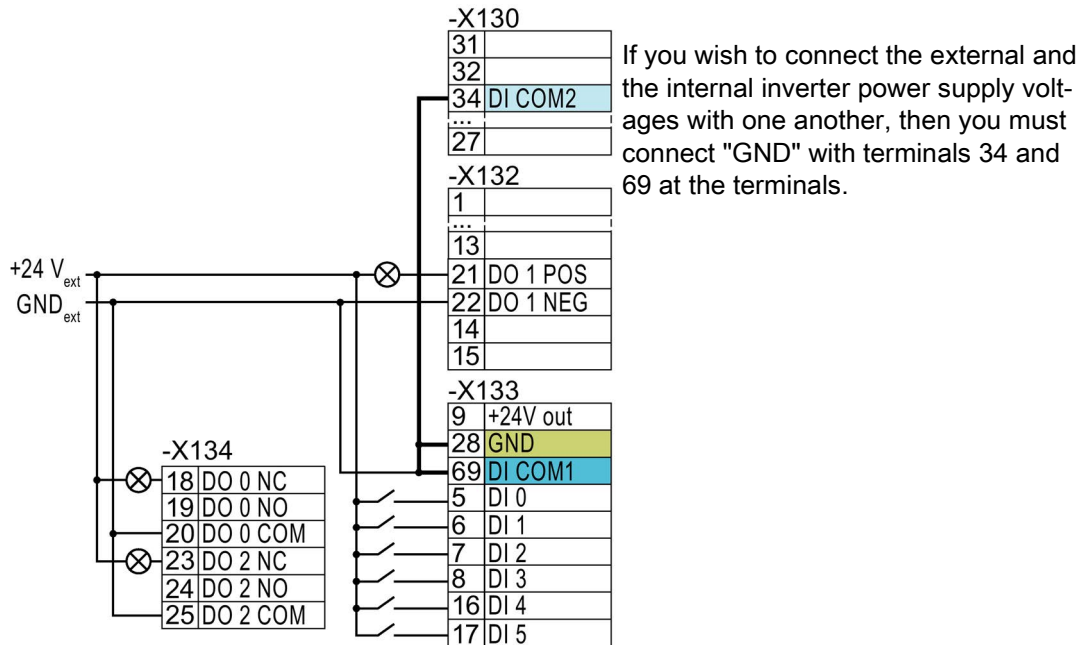 -X130
31
32
34 DI COM2
...
27
If you wish to connect the external and
the internal inverter power supply volt-
ages with one another, then you must
connect "GND" with terminals 34 and
69 at the terminals.
-X132
1
...
13
21 DO 1 POS
22 DO 1 NEG
14
15
+24 Vext
GNDext
-X133
9 +24V out
28 GND
69 DI COM1
5 DI 0
6 DI 1
7 DI 2
8 DI 3
16 DI 4
17 DI 5
-X134
18 DO 0 NC
19 DO 0 NO
20 DO 0 COM
23 DO 2 NC
24 DO 2 NO
25 DO 2 COM